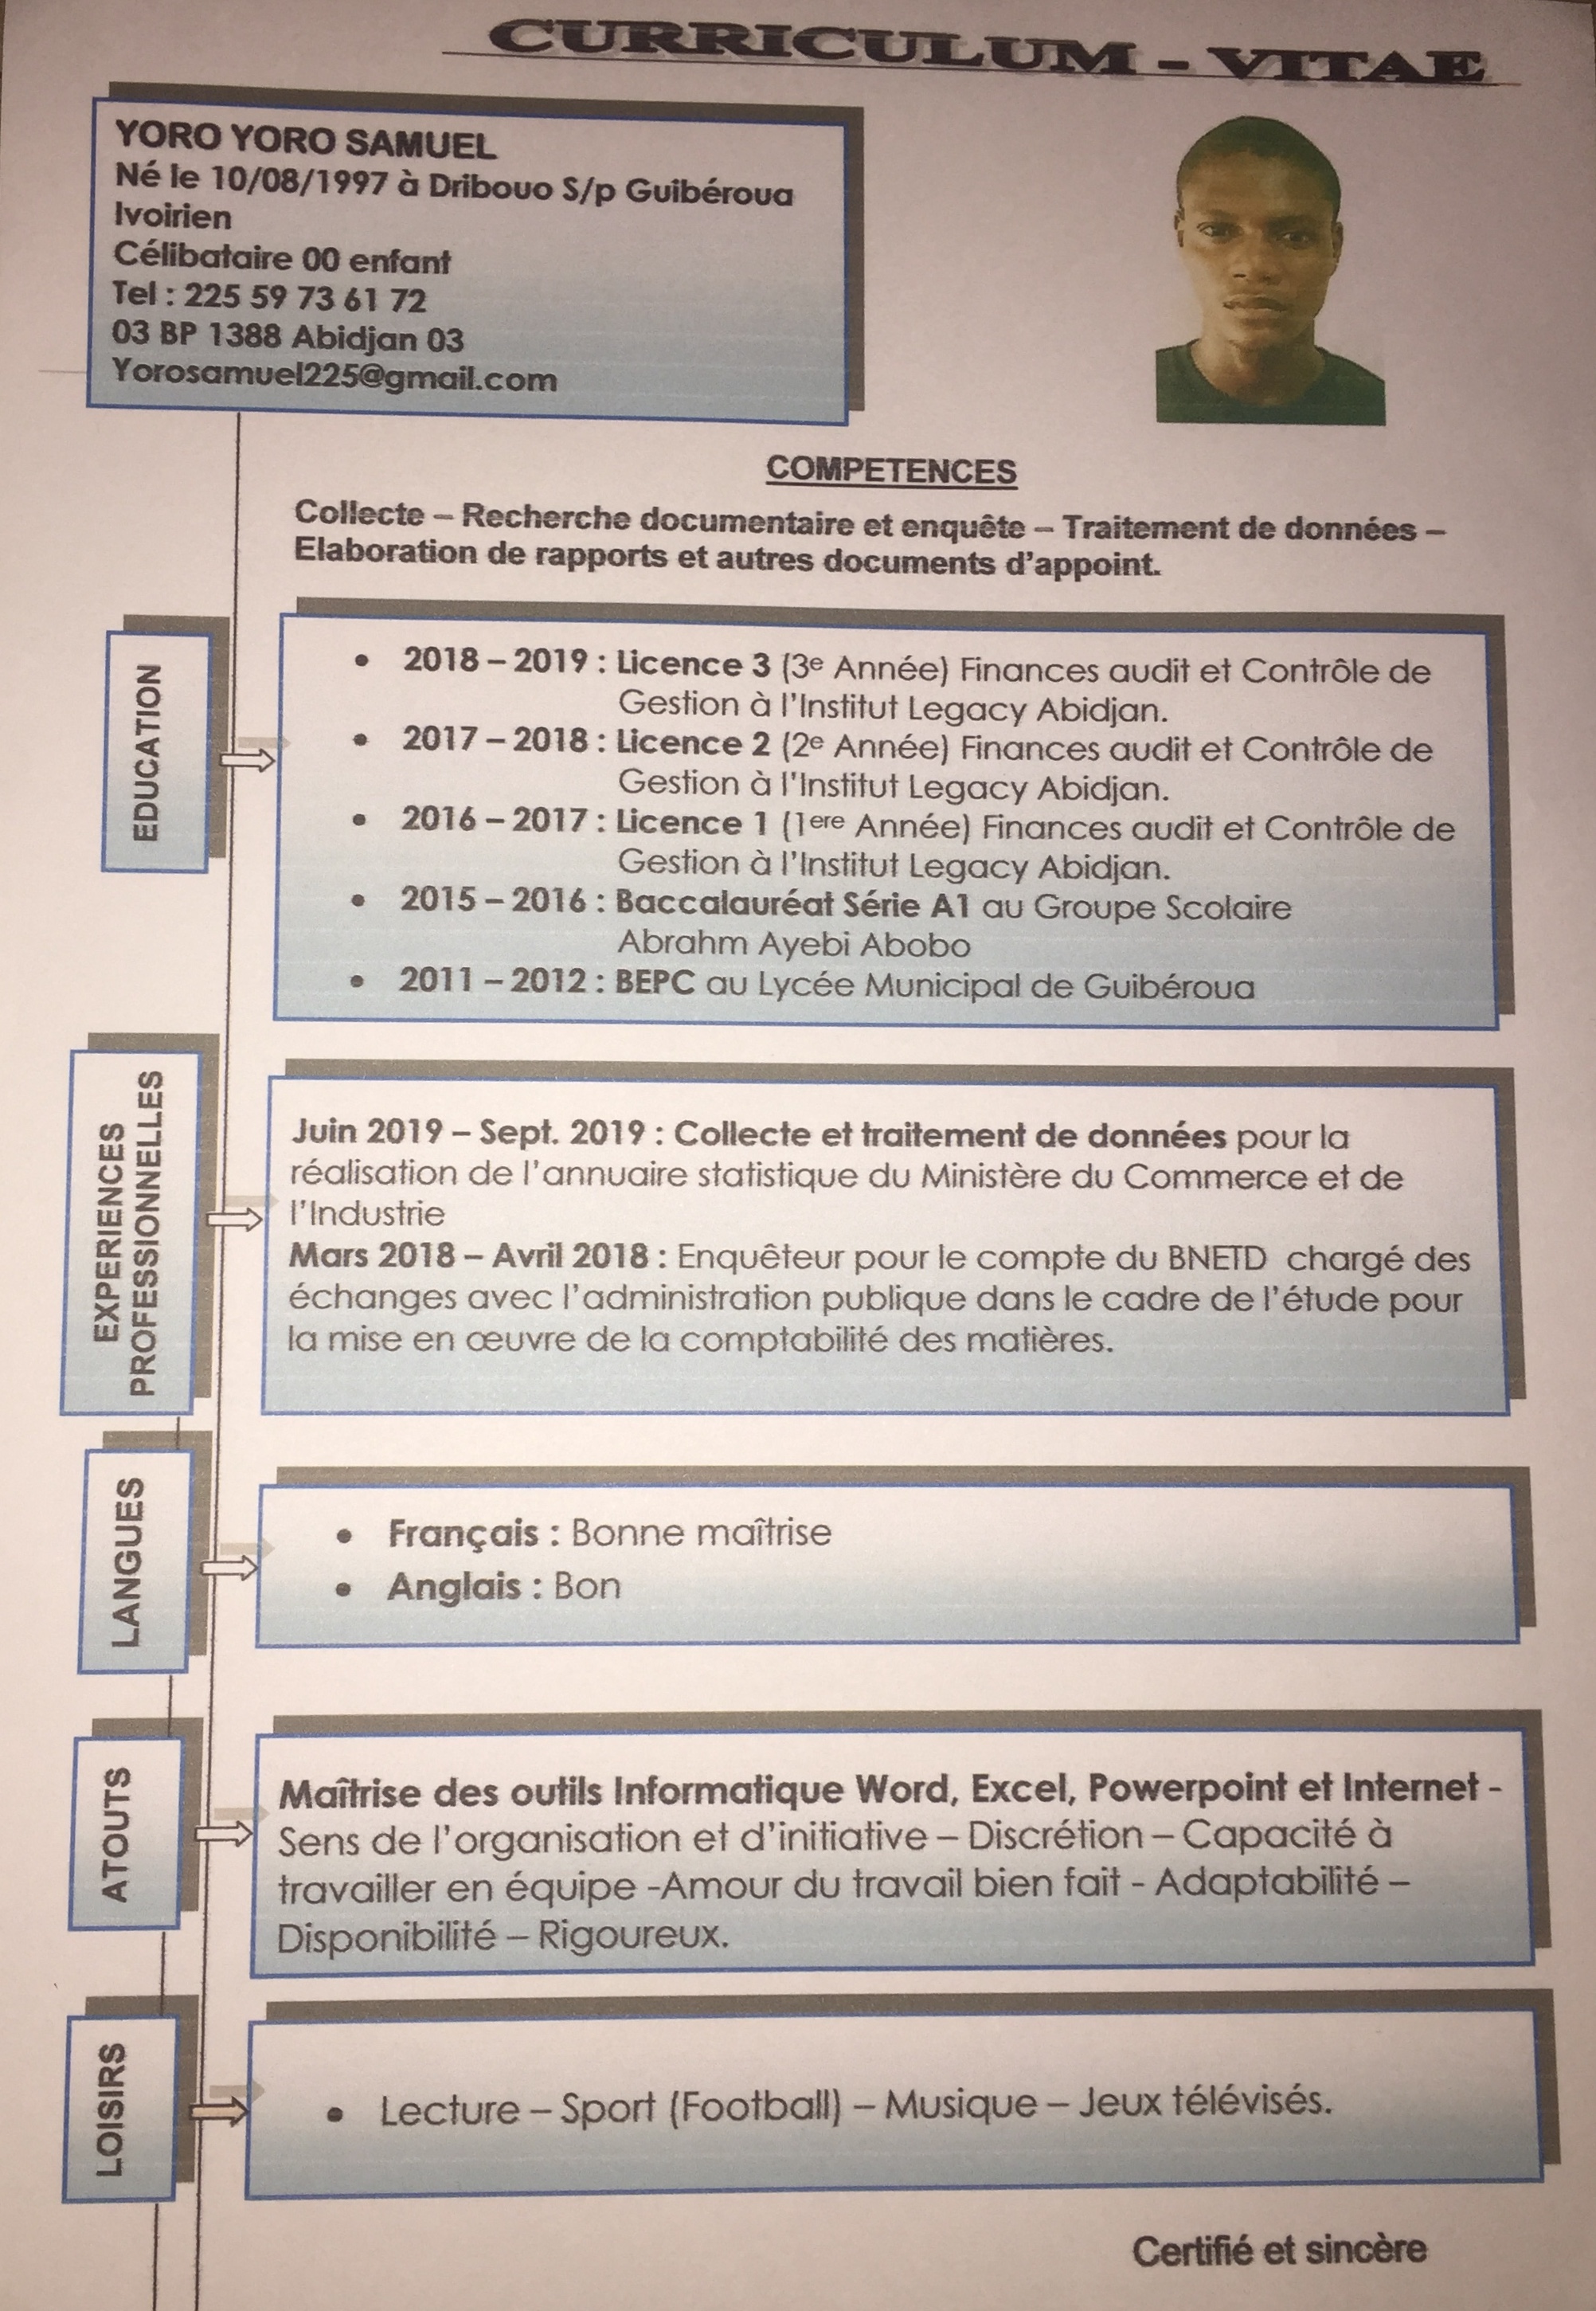 CURRICULUM - VITAE
YORO YORO SAMUEL
Né le 10/08/1997 à Dribouo S/p Guibéroua
Ivoirien
Célibataire 00 enfant
Tel : 225 59 73 61 72
03 BP 1388 Abidjan 03
Yorosamuel225@gmail.com
COMPETENCES
Collecte – Recherche documentaire et enquête – Traitement de données –
Elaboration de rapports et autres documents d'appoint.
EDUCATION
• 2018 – 2019 : Licence 3 (3e Année) Finances audit et Contrôle de
Gestion à l'Institut Legacy Abidjan.
• 2017 – 2018 : Licence 2 (2e Année) Finances audit et Contrôle de
Gestion à l'Institut Legacy Abidjan.
• 2016 – 2017 : Licence 1 (1ere Année) Finances audit et Contrôle de
Gestion à l'Institut Legacy Abidjan.
• 2015 – 2016 : Baccalauréat Série A1 au Groupe Scolaire
Abrahm Ayebi Abobo
• 2011 – 2012 : BEPC au Lycée Municipal de Guibéroua
EXPERIENCES
PROFESSIONNELLES
Juin 2019 – Sept. 2019 : Collecte et traitement de données pour la
réalisation de l'annuaire statistique du Ministère du Commerce et de
l'Industrie
Mars 2018 – Avril 2018 : Enquêteur pour le compte du BNETD chargé des
échanges avec l'administration publique dans le cadre de l'étude pour
la mise en œuvre de la comptabilité des matières.
LANGUES
• Français : Bonne maîtrise
• Anglais : Bon
ATOUTS
Maîtrise des outils Informatique Word, Excel, Powerpoint et Internet -
Sens de l'organisation et d'initiative – Discrétion – Capacité à
travailler en équipe -Amour du travail bien fait - Adaptabilité –
Disponibilité – Rigoureux.
LOISIRS
• Lecture – Sport (Football) – Musique – Jeux télévisés.
Certifié et sincère